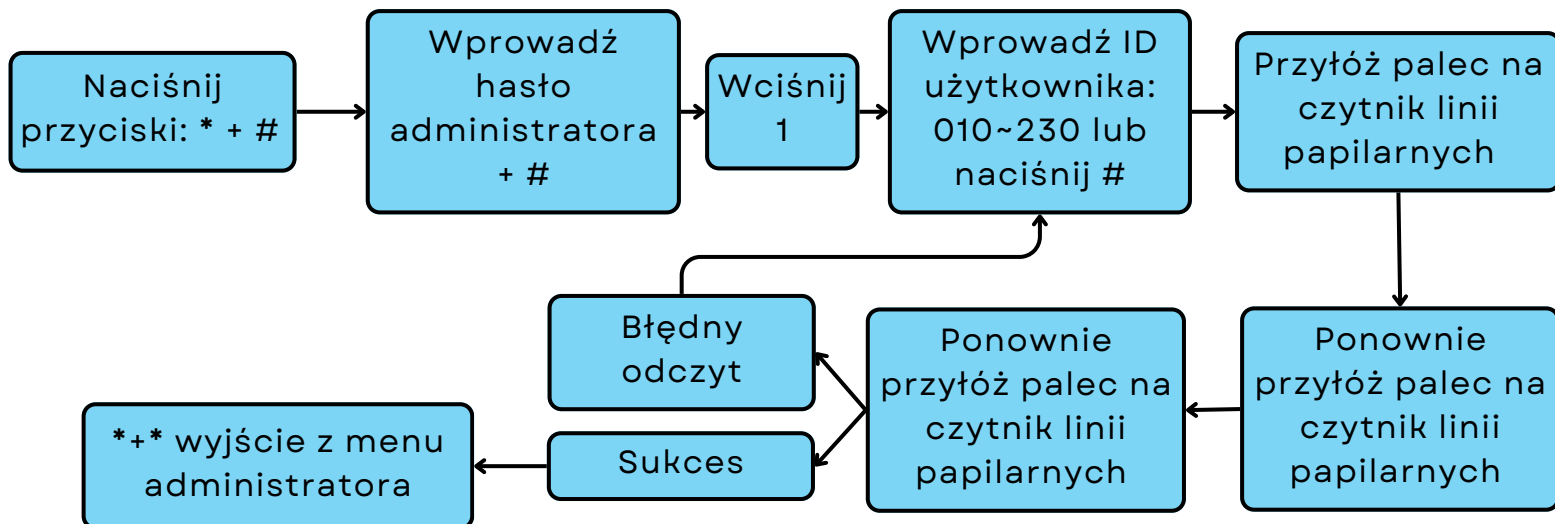 Naciśnij
przyciski: * + #
Wprowadź
hasło
administratora
+ #
Wciśnij
1
Wprowadź ID
użytkownika:
010~230 lub
naciśnij #
Przyłóż palec na
czytnik linii
papilarnych
Ponownie
przyłóż palec na
czytnik linii
papilarnych
Ponownie
przyłóż palec na
czytnik linii
papilarnych
Błędny
odczyt
Sukces
*+* wyjście z menu
administratora